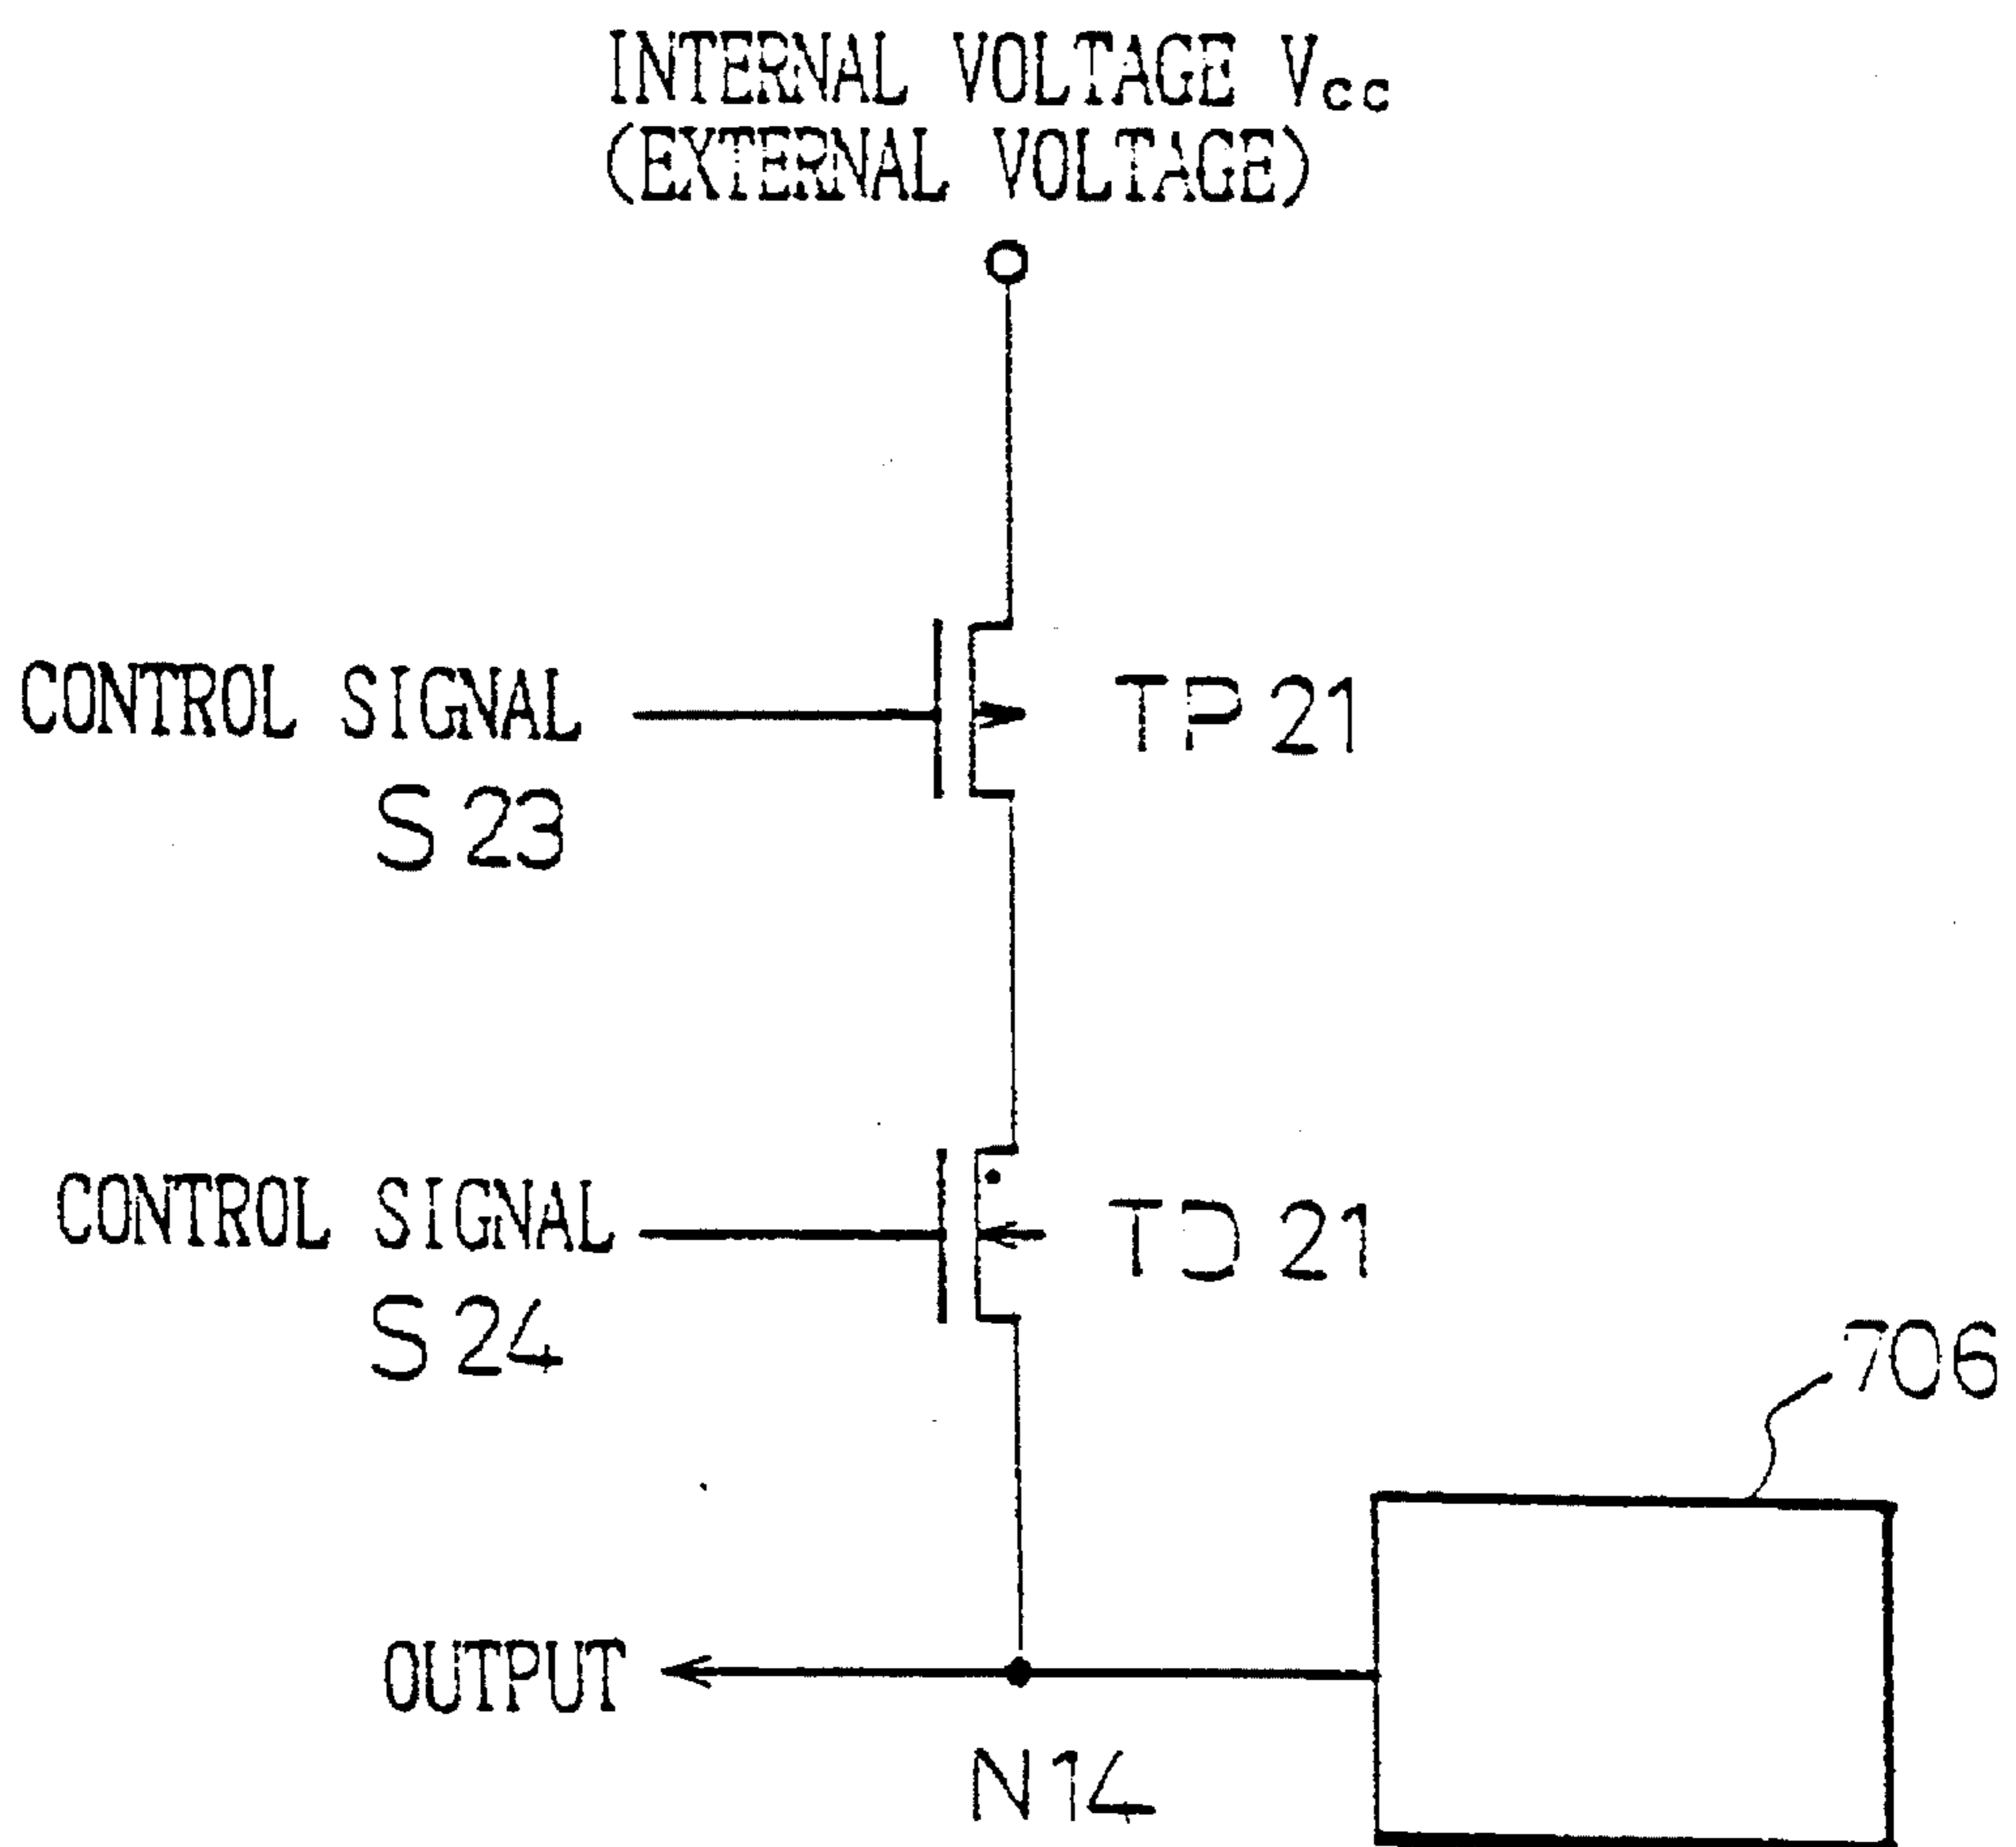 INTERNAL VOLTAGE Vcc
(EXTERNAL VOLTAGE)
CONTROL SIGNAL
S23
TP21
CONTROL SIGNAL
S24
TD21
706
OUTPUT
N14